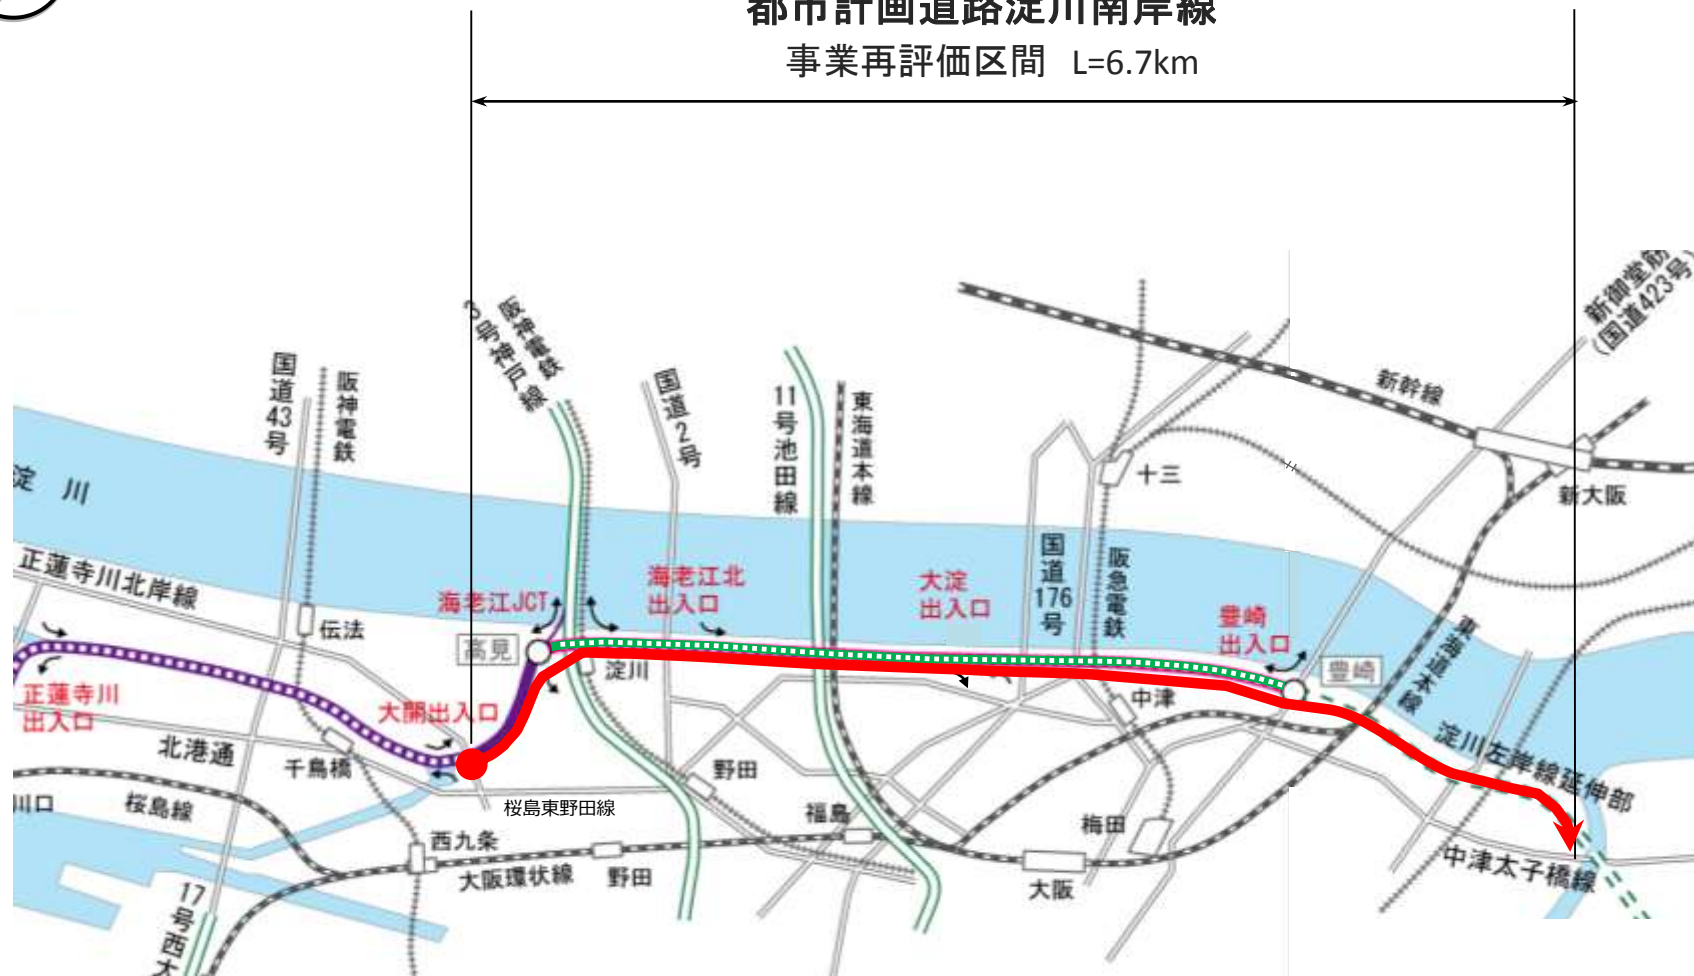 都市計画道路淀川南岸線
事業再評価区間 L=6.7km
新御堂筋
(国道423号)
阪神電鉄
3号神戸線
国道43号
阪神電鉄
国道2号
11号池田線
東海道本線
新幹線
十三
新大阪
淀川
正蓮寺川北岸線
海老江JCT
海老江北
出入口
大淀
出入口
国道176号
阪急電鉄
豊崎
出入口
東海道本線
伝法
高見
淀川
豊崎
正蓮寺川
出入口
大開出入口
中津
淀川左岸線延伸部
北港通
千鳥橋
野田
川口
桜島線
桜島東野田線
福島
梅田
西九条
大阪環状線
野田
大阪
中津太子橋線
17号西大